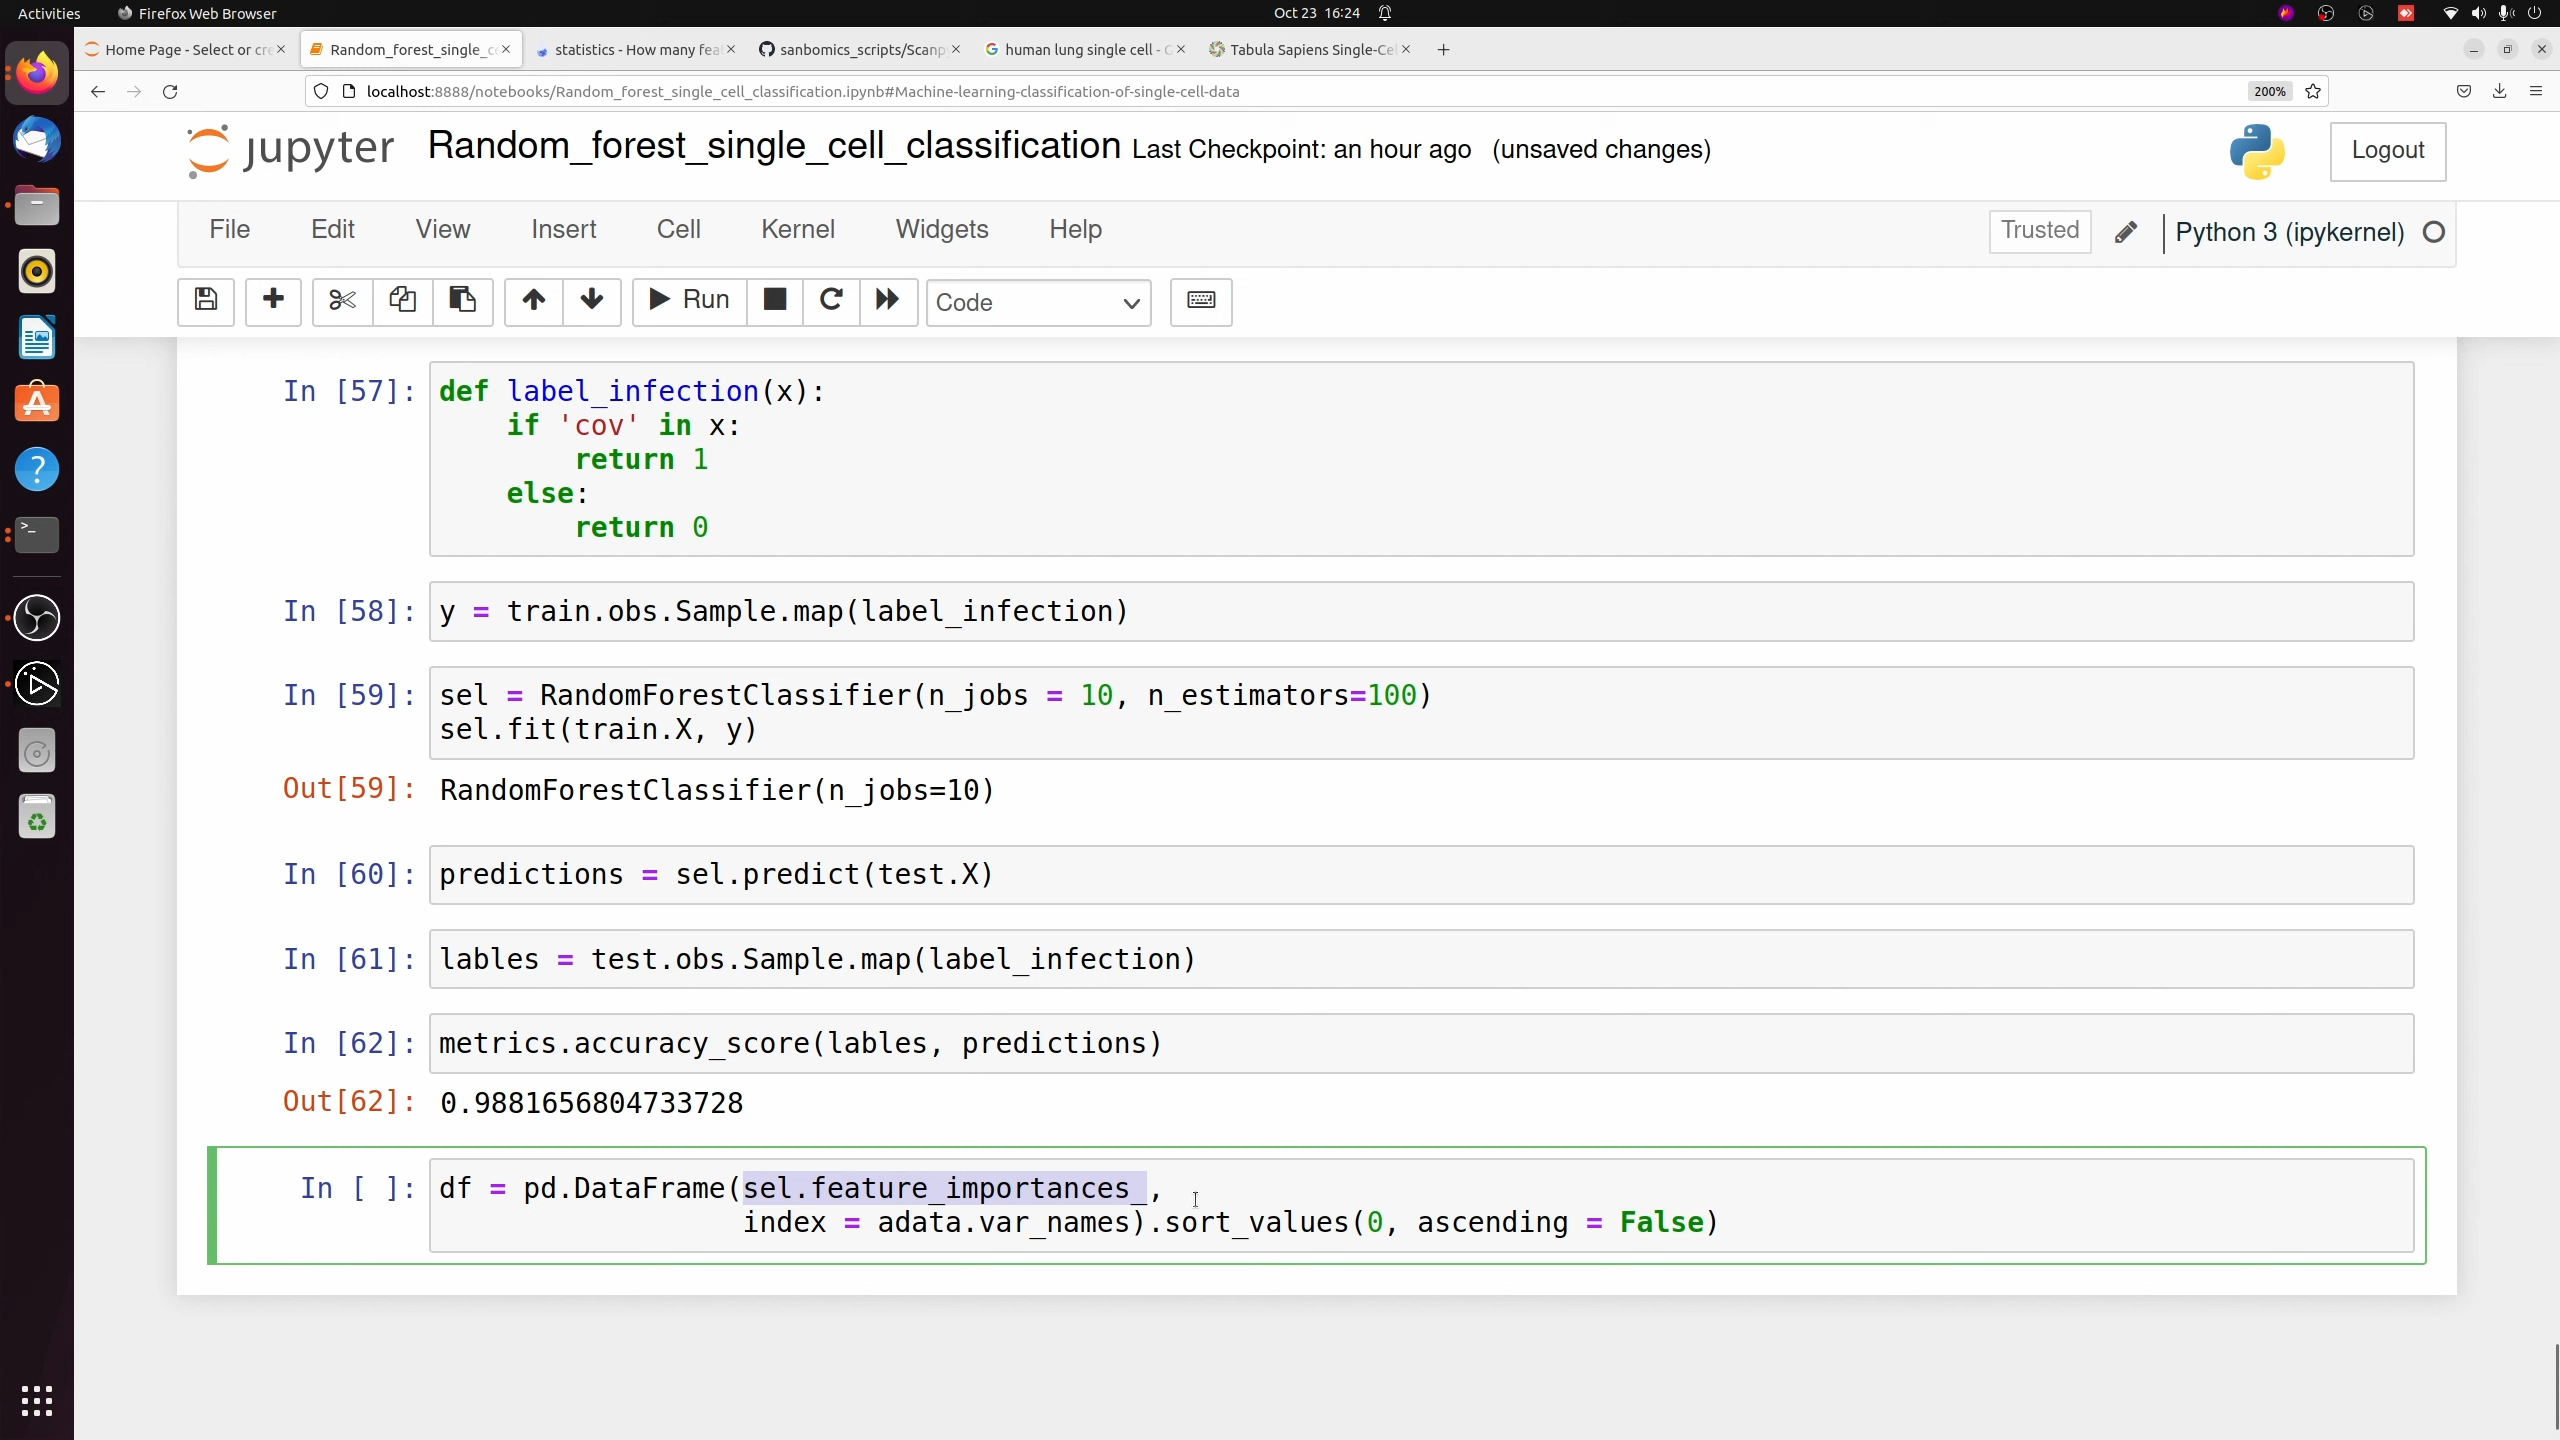 Activities
Firefox Web Browser
Oct 23 16:24
Home Page - Select or cre
Random_forest_single_c
statistics - How many fea
sanbomics_scripts/Scanp
human lung single cell - G
Tabula Sapiens Single-Cel
localhost:8888/notebooks/Random_forest_single_cell_classification.ipynb#Machine-learning-classification-of-single-cell-data
200%
jupyter
Random_forest_single_cell_classification Last Checkpoint: an hour ago (unsaved changes)
Logout
File Edit View Insert Cell Kernel Widgets Help
Trusted
Python 3 (ipykernel)
Run
Code
In [57]: def label_infection(x):
if 'cov' in x:
return 1
else:
return 0
In [58]: y = train.obs.Sample.map(label_infection)
In [59]: sel = RandomForestClassifier(n_jobs = 10, n_estimators=100)
sel.fit(train.X, y)
Out[59]: RandomForestClassifier(n_jobs=10)
In [60]: predictions = sel.predict(test.X)
In [61]: lables = test.obs.Sample.map(label_infection)
In [62]: metrics.accuracy_score(lables, predictions)
Out[62]: 0.9881656804733728
In [ ]: df = pd.DataFrame(sel.feature_importances_,
index = adata.var_names).sort_values(0, ascending = False)